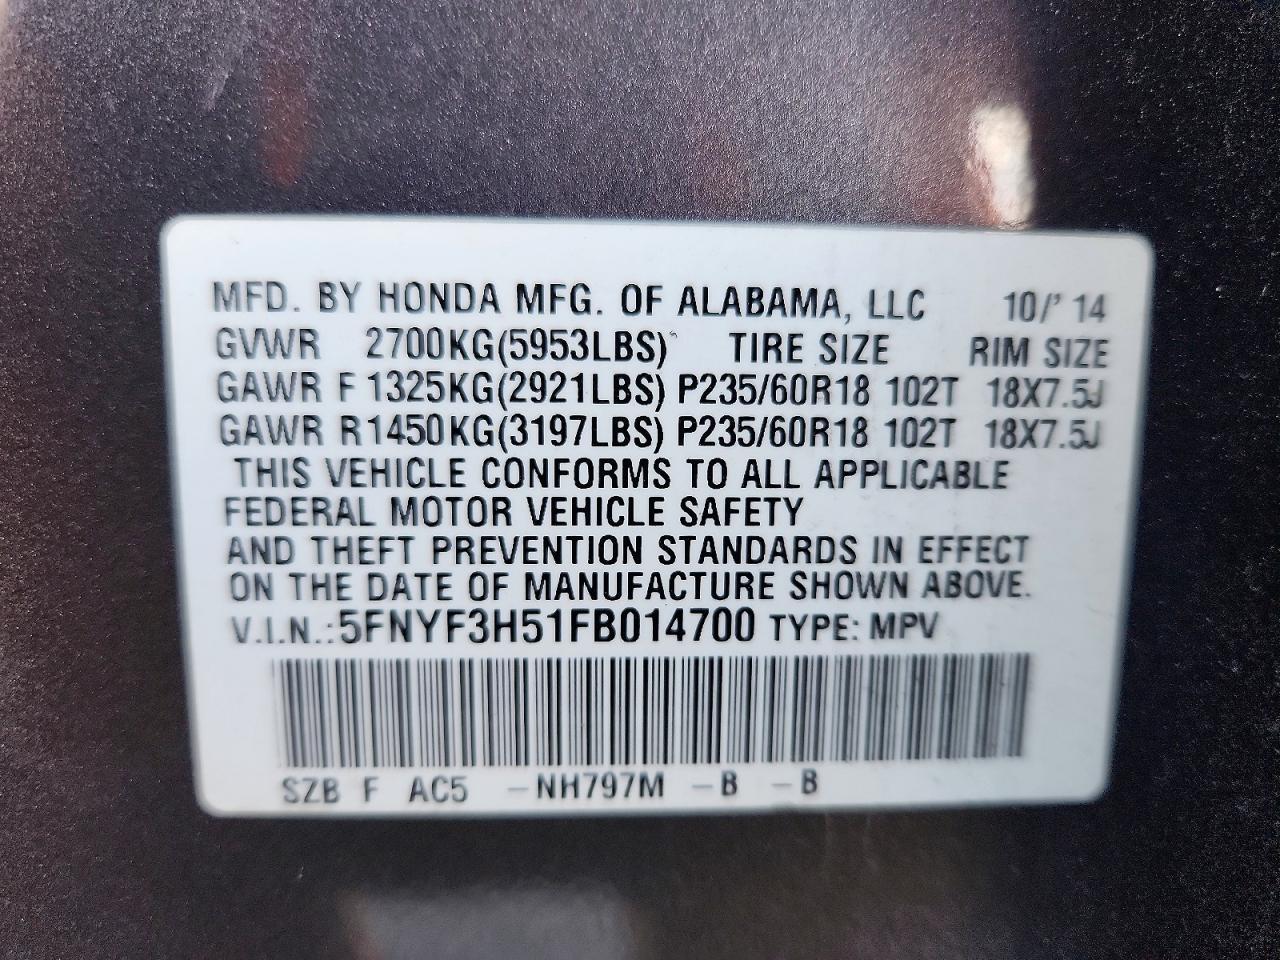 MFD. BY HONDA MFG. OF ALABAMA, LLC 10/' 14
GVWR 2700KG(5953LBS) TIRE SIZE RIM SIZE
GAWR F 1325KG(2921LBS) P235/60R18 102T 18X7.5J
GAWR R1450KG(3197LBS) P235/60R18 102T 18X7.5J
THIS VEHICLE CONFORMS TO ALL APPLICABLE
FEDERAL MOTOR VEHICLE SAFETY
AND THEFT PREVENTION STANDARDS IN EFFECT
ON THE DATE OF MANUFACTURE SHOWN ABOVE.
V.I.N.:5FNYF3H51FB014700 TYPE: MPV
SZB F AC5 –NH797M –B –B